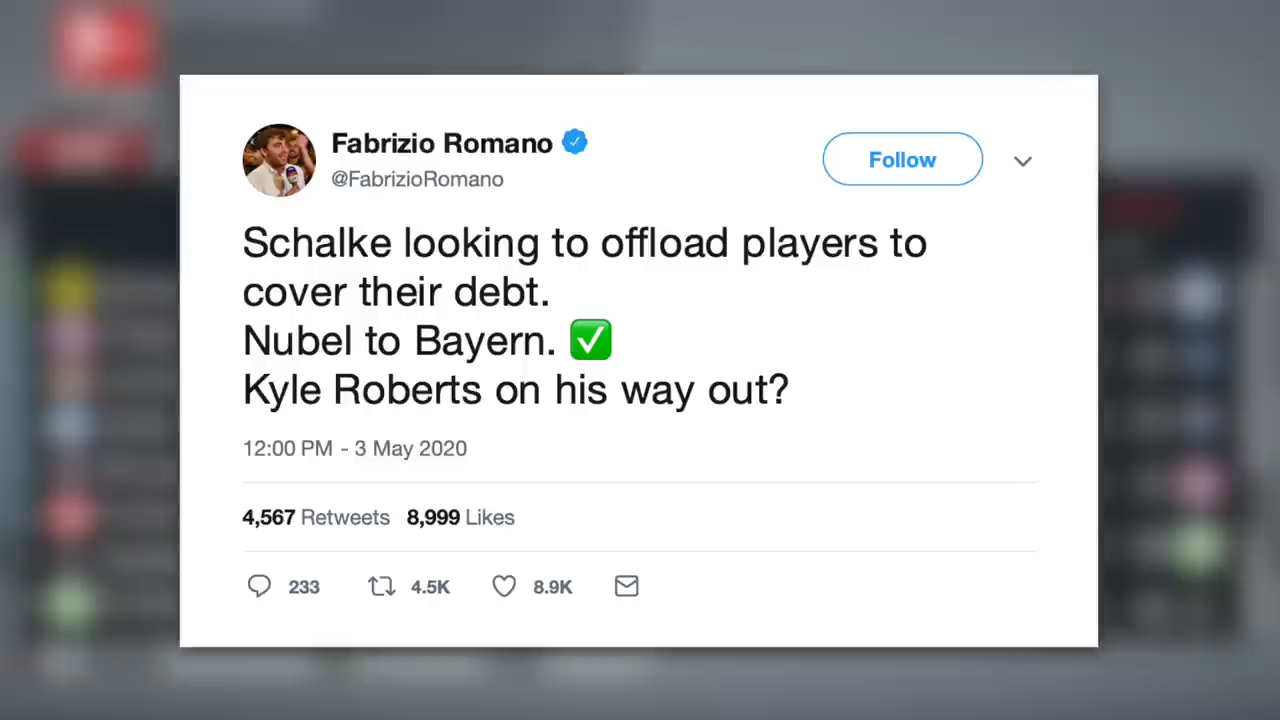 Fabrizio Romano
@FabrizioRomano
Follow
Schalke looking to offload players to
cover their debt.
Nubel to Bayern. ✅
Kyle Roberts on his way out?
12:00 PM - 3 May 2020
4,567 Retweets 8,999 Likes
233 4.5K 8.9K